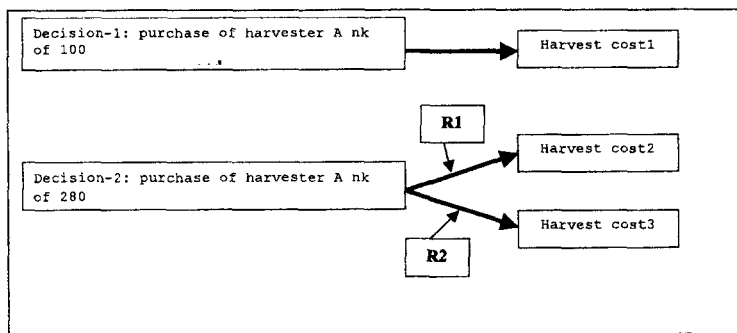 Decision-1: purchase of harvester A nk
of 100
Harvest cost1
R1
Harvest cost2
Decision-2: purchase of harvester A nk
of 280
Harvest cost3
R2